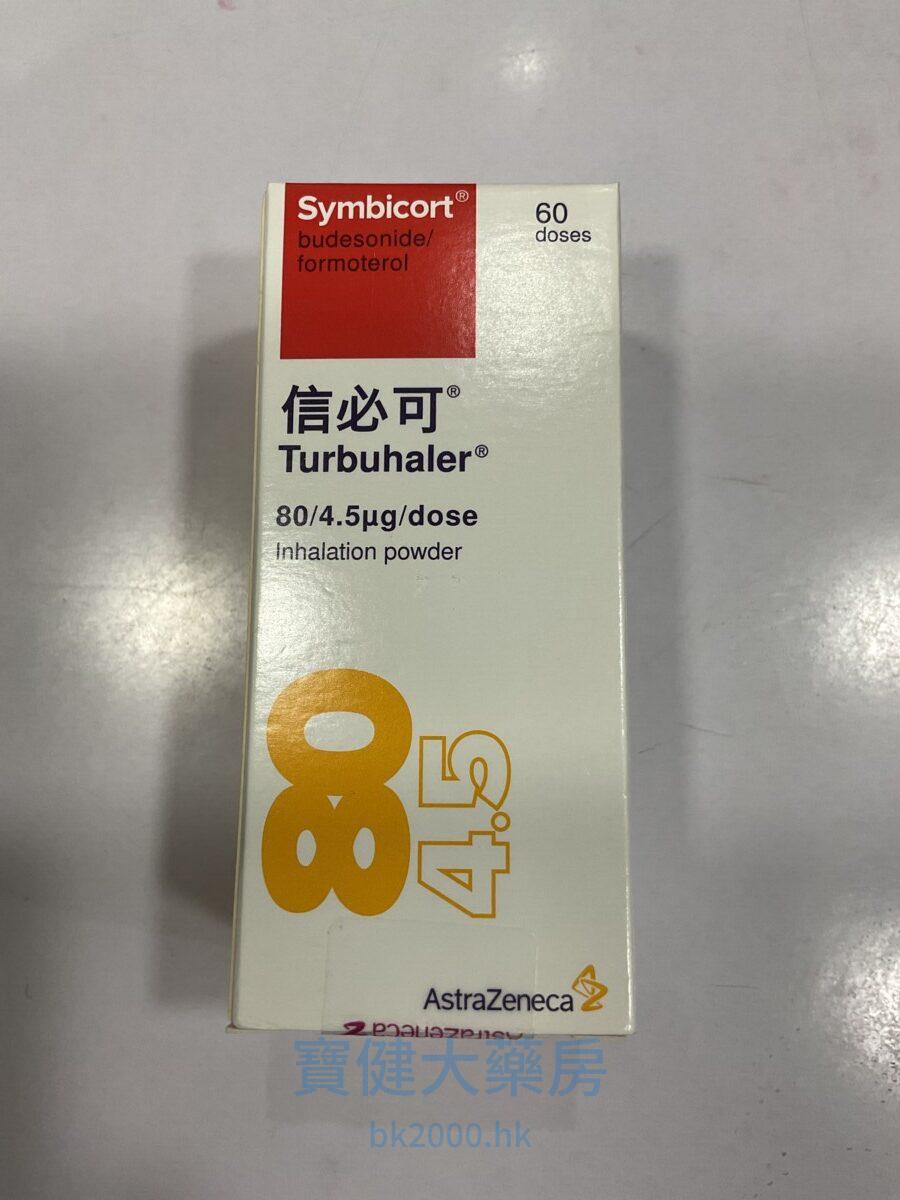 Symbicort®
budesonide/
formoterol
60
doses
信必可®
Turbuhaler®
80/4.5µg/dose
Inhalation powder
80
4.5
AstraZeneca
AstraZeneca
寶健大藥房
bk2000.hk